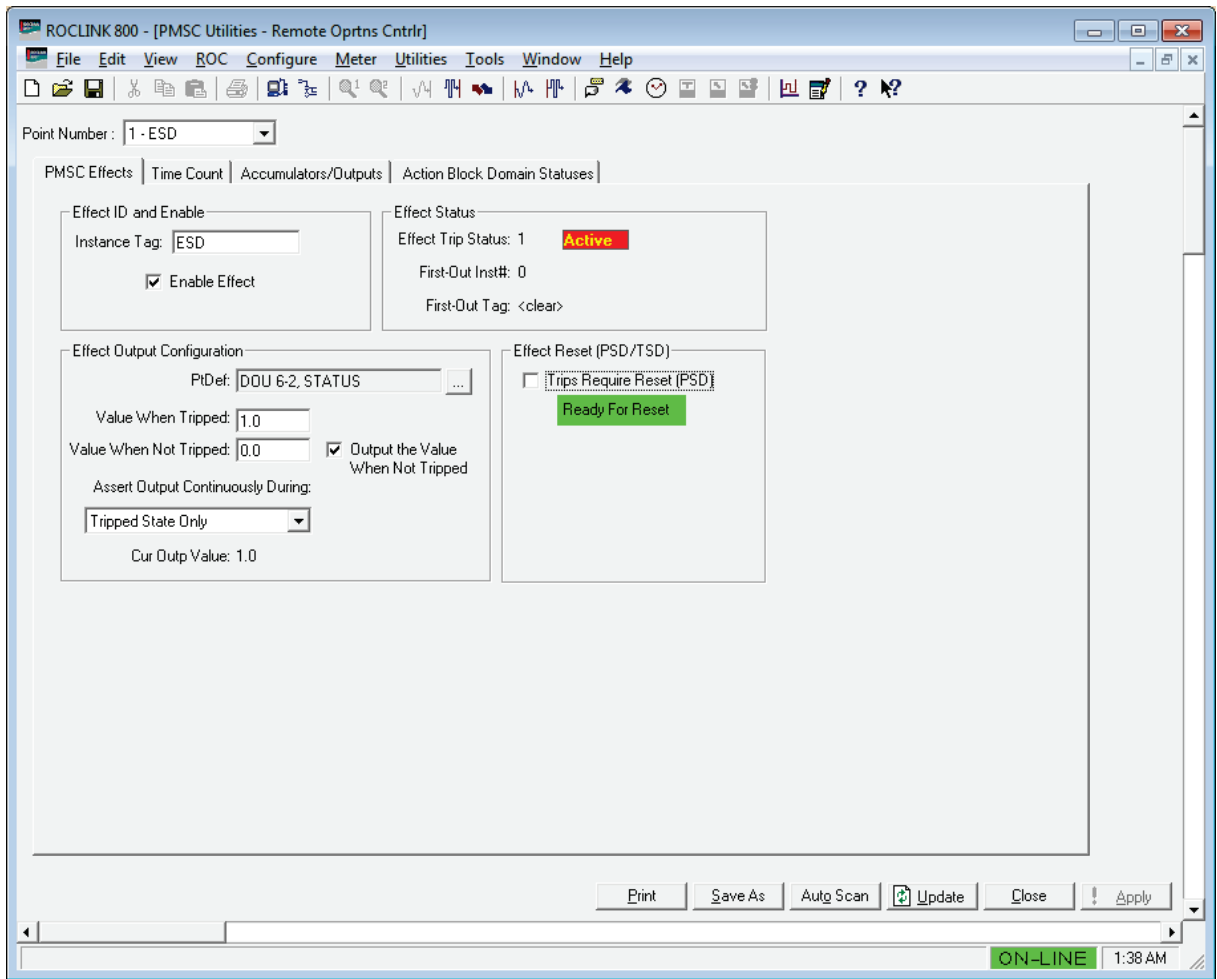 ROCLINK 800 - [PMSC Utilities - Remote Oprtns Cntrlr]
File Edit View ROC Configure Meter Utilities Tools Window Help
Point Number : 1 - ESD
PMSC Effects Time Count Accumulators/Outputs Action Block Domain Statuses
Effect ID and Enable
Instance Tag: ESD
Enable Effect
Effect Status
Effect Trip Status: 1 Active
First-Out Inst#: 0
First-Out Tag: <clear>
Effect Output Configuration
PtDef: DOU 6-2, STATUS ...
Value When Tripped: 1.0
Value When Not Tripped: 0.0
Output the Value
When Not Tripped
Assert Output Continuously During:
Tripped State Only
Cur Outp Value: 1.0
Effect Reset (PSD/TSD)
Trips Require Reset (PSD)
Ready For Reset
Print Save As Auto Scan Update Close ! Apply
ON-LINE 1:38 AM